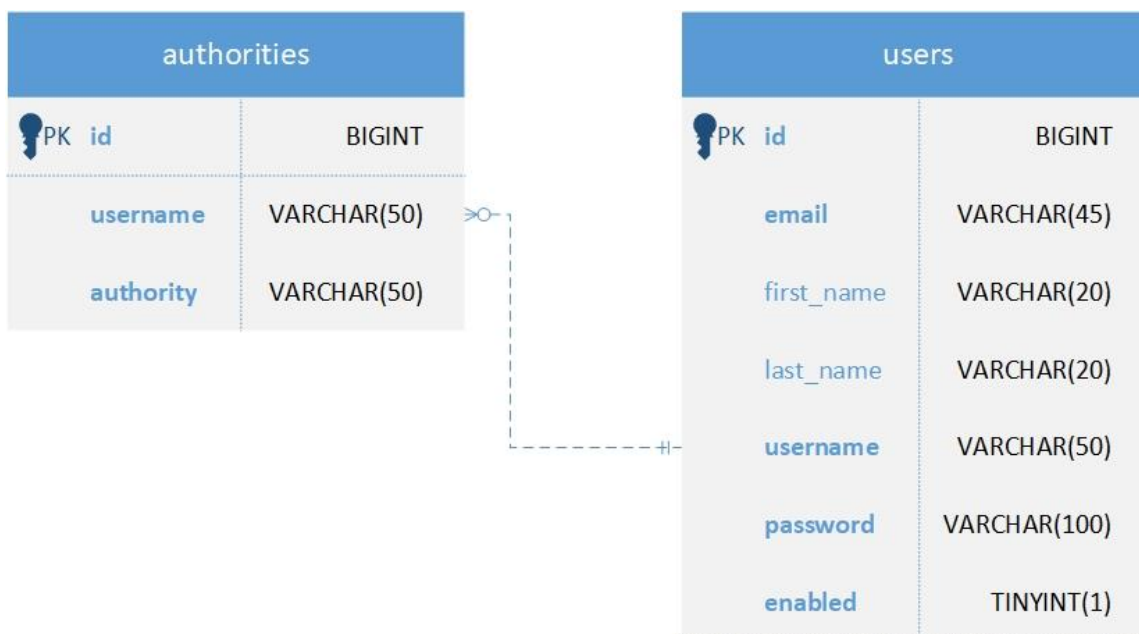 authorities
PK id BIGINT
username VARCHAR(50)
authority VARCHAR(50)
users
PK id BIGINT
email VARCHAR(45)
first_name VARCHAR(20)
last_name VARCHAR(20)
username VARCHAR(50)
password VARCHAR(100)
enabled TINYINT(1)